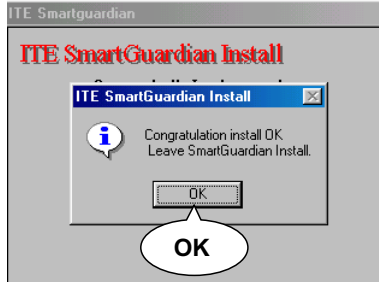 ITE Smartguardian
ITE SmartGuardian Install
ITE SmartGuardian Install
Congratulation install OK
Leave SmartGuardian Install.
OK
OK